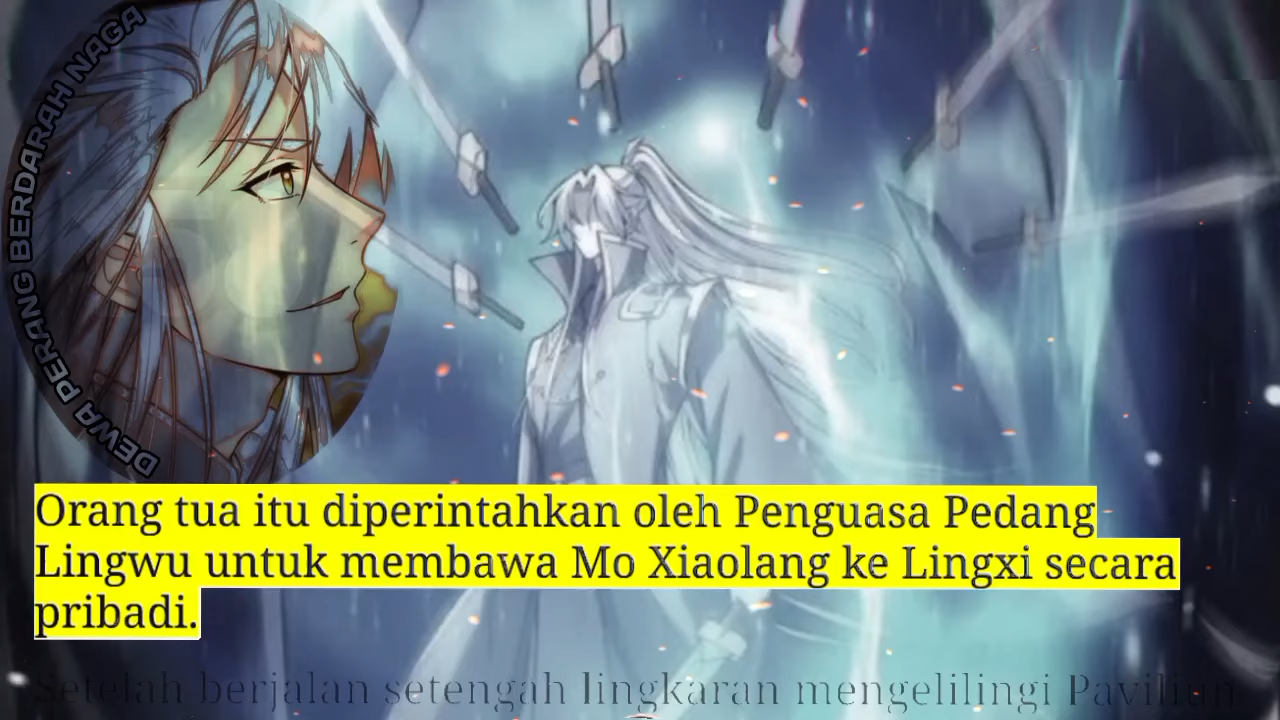 DEWA PERANG BERDARAH NAGA
Orang tua itu diperintahkan oleh Penguasa Pedang
Lingwu untuk membawa Mo Xiaolang ke Lingxi secara
pribadi.
Setelah berjalan setengah lingkaran mengelilingi Paviliun